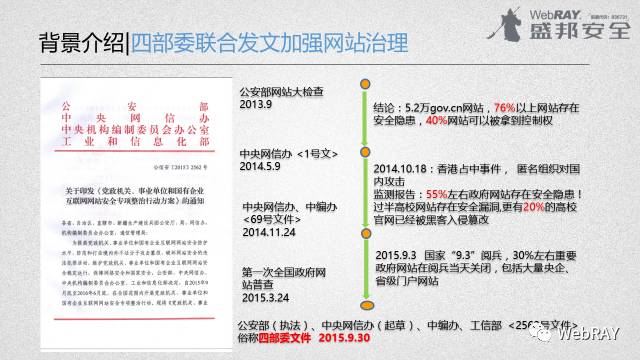 背景介绍|四部委联合发文加强网站治理
WebRAY
股票代码：836731
盛邦安全
公安部
中央网信办
中央机构编制委员会办公室
工业和信息化部
公信安〔2015〕2562号
关于印发《党政机关、事业单位和国有企业
互联网网站安全专项整治行动方案》的通知
公安部网站大检查
2013.9
中央网信办 <1号文>
2014.5.9
中央网信办、中编办
<69号文件>
2014.11.24
第一次全国政府网
站普查
2015.3.24
结论：5.2万gov.cn网站，76%以上网站存在
安全隐患，40%网站可以被拿到控制权
2014.10.18：香港占中事件， 匿名组织对国
内攻击
监测报告：55%左右政府网站存在安全隐患！
过半高校网站存在安全漏洞,更有20%的高校
官网已经被黑客入侵篡改
2015.9.3 国家 “9.3” 阅兵，30%左右重要
政府网站在阅兵当天关闭，包括大量央企、
省级门户网站
公安部（执法）、中央网信办（起草）、中编办、工信部 <2562号文件>
俗称四部委文件 2015.9.30
WebRAY